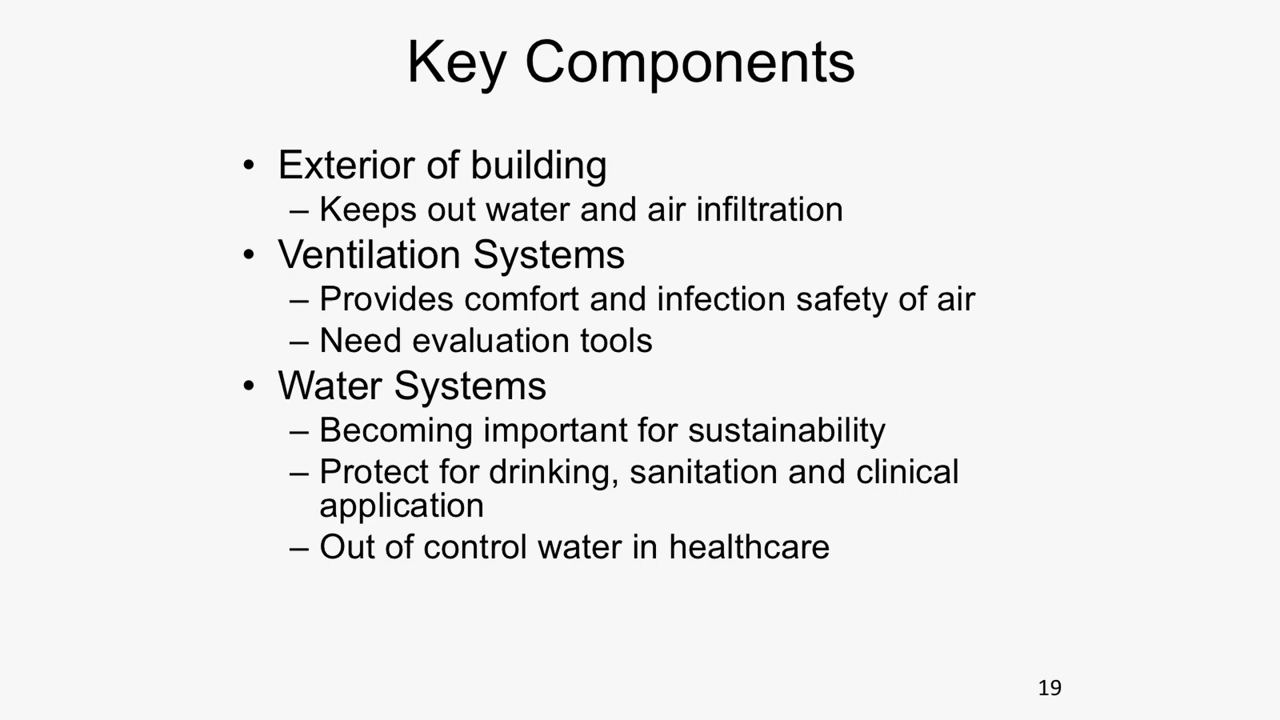 Key Components
• Exterior of building
– Keeps out water and air infiltration
• Ventilation Systems
– Provides comfort and infection safety of air
– Need evaluation tools
• Water Systems
– Becoming important for sustainability
– Protect for drinking, sanitation and clinical
application
– Out of control water in healthcare
19